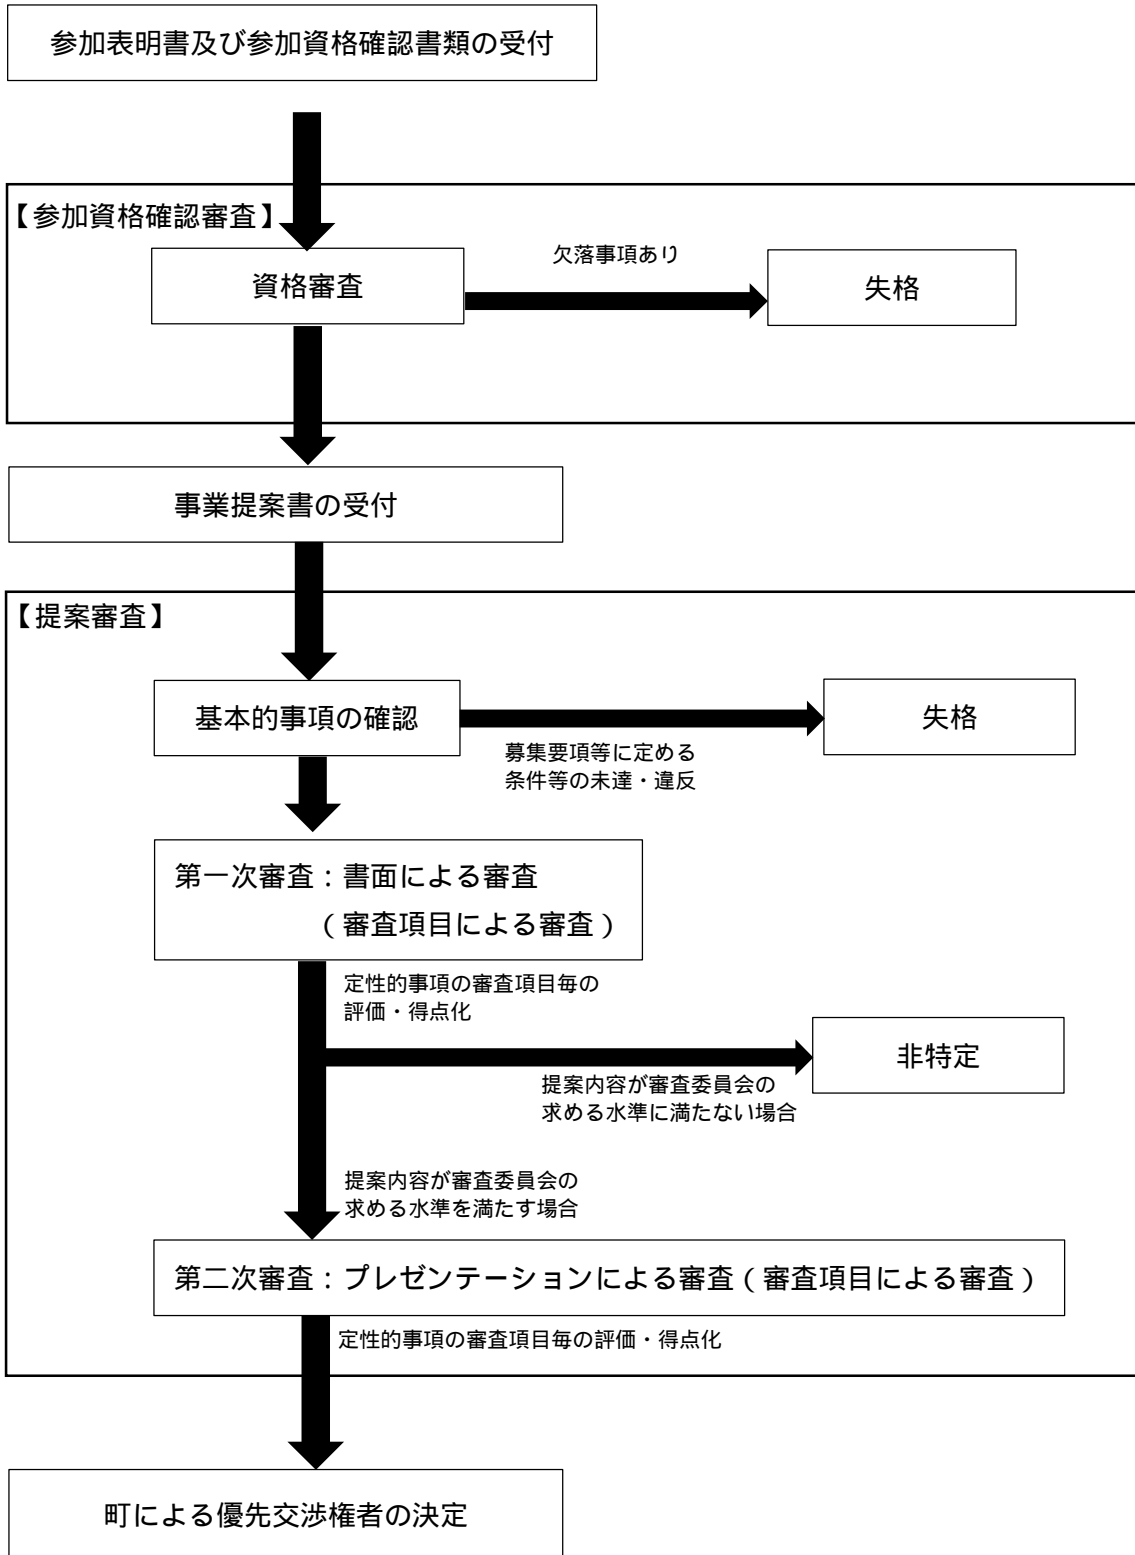 参加表明書及び参加資格確認書類の受付
【参加資格確認審査】
欠落事項あり
資格審査
失格
事業提案書の受付
【提案審査】
基本的事項の確認
失格
募集要項等に定める
条件等の未達・違反
第一次審査：書面による審査
（審査項目による審査）
定性的事項の審査項目毎の
評価・得点化
非特定
提案内容が審査委員会の
求める水準に満たない場合
提案内容が審査委員会の
求める水準を満たす場合
第二次審査：プレゼンテーションによる審査（審査項目による審査）
定性的事項の審査項目毎の評価・得点化
町による優先交渉権者の決定